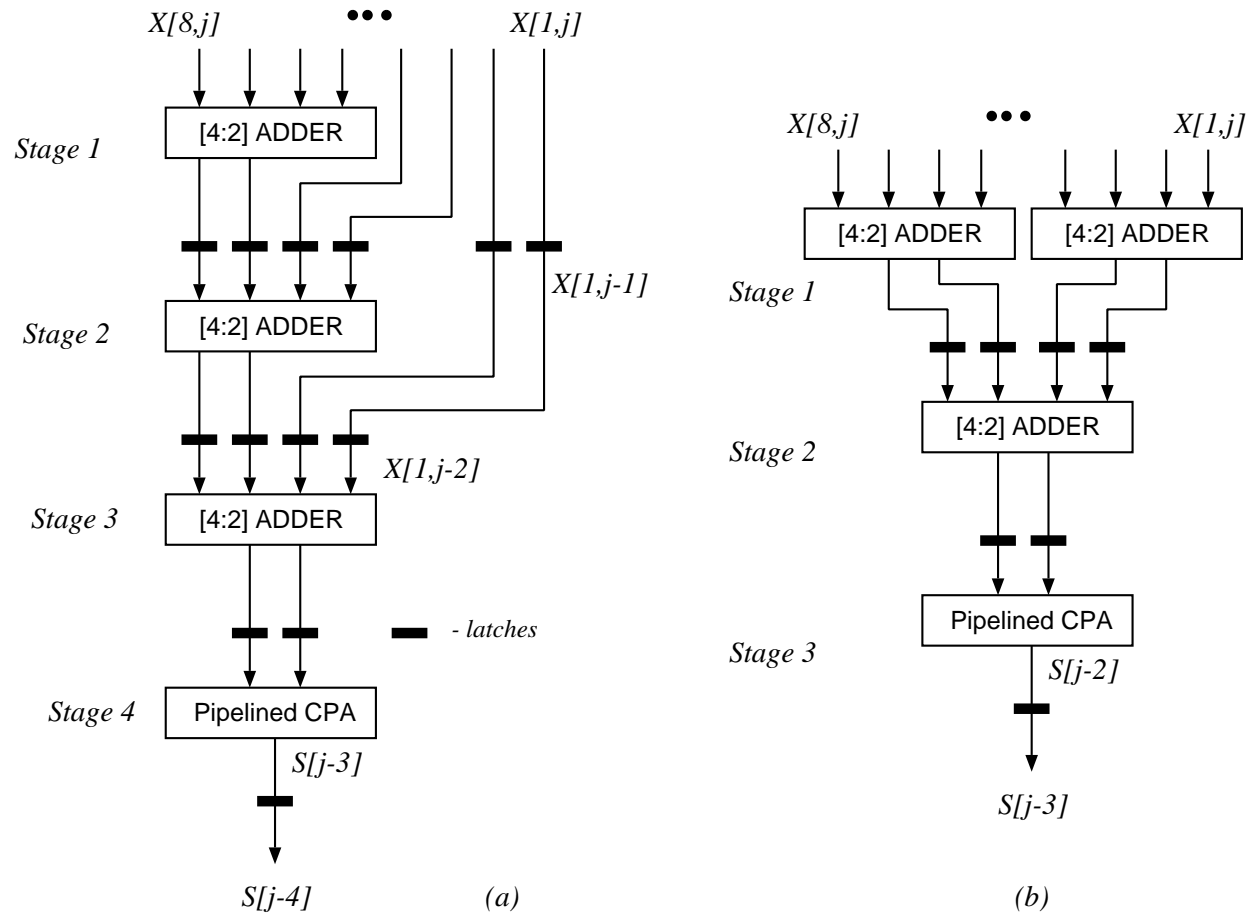 X[8,j] ••• X[1,j]
Stage 1
[4:2] ADDER
X[1,j-1]
Stage 2
[4:2] ADDER
X[1,j-2]
Stage 3
[4:2] ADDER
- latches
Stage 4
Pipelined CPA
S[j-3]
S[j-4]
(a)
X[8,j] ••• X[1,j]
[4:2] ADDER
[4:2] ADDER
Stage 1
Stage 2
[4:2] ADDER
Pipelined CPA
Stage 3
S[j-2]
S[j-3]
(b)